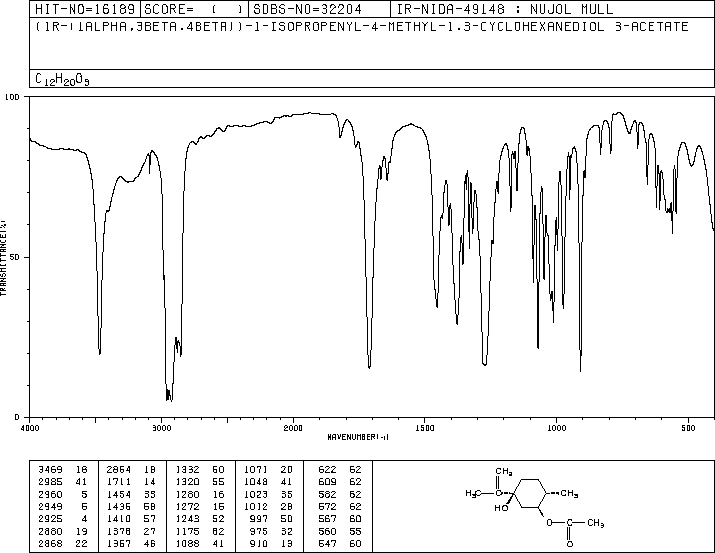 HIT-NO=16189 SCORE= ( ) SDBS-NO=32204 IR-NIDA-49148 : NUJOL MULL
(1R-(1ALPHA,3BETA,4BETA))-1-ISOPROPENYL-4-METHYL-1,3-CYCLOHEXANEDIOL 3-ACETATE
C12H20O3
100
50
0
TRANSMITTANCE(%)
4000 3000 2000 1500 1000 500
WAVENUMBER(-1)
3469 18 2864 18 1332 60 1071 20 622 62
2985 41 1711 14 1320 55 1048 41 609 62
2960 5 1454 35 1280 16 1023 35 582 62
2949 6 1436 58 1272 16 1012 28 572 62
2925 4 1410 57 1243 52 997 50 567 60
2880 19 1378 27 1175 62 975 32 560 55
2868 22 1367 46 1088 41 910 13 547 60
CH2
CH3 C CH3
HO
O C CH3
O